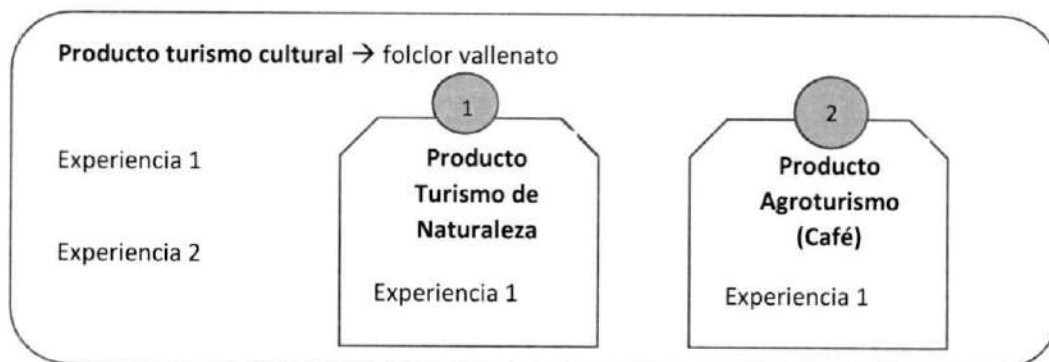 Producto turismo cultural → folclor vallenato
Experiencia 1
Experiencia 2
1
Producto
Turismo de
Naturaleza
Experiencia 1
2
Producto
Agroturismo
(Café)
Experiencia 1